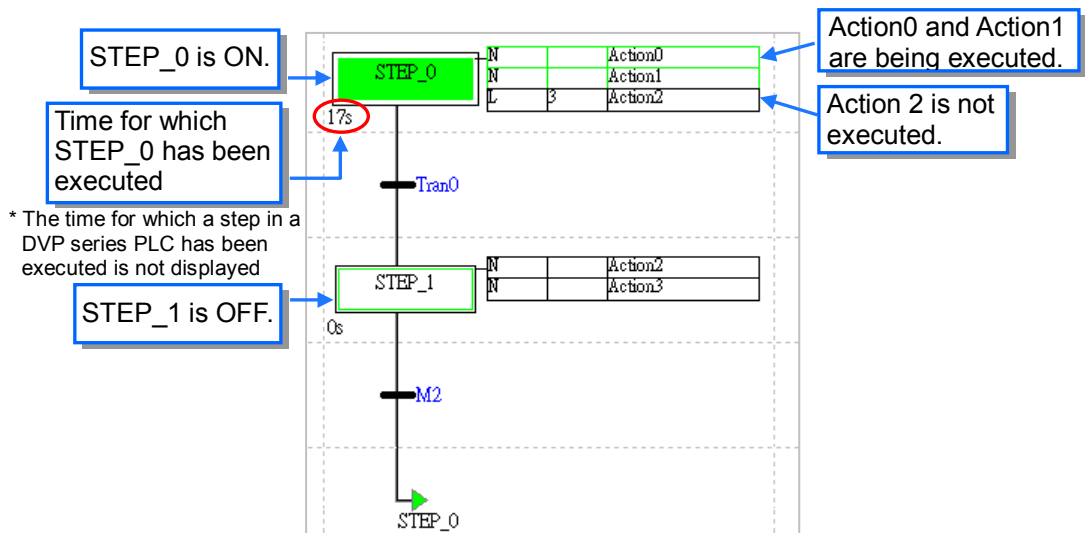 STEP_0 is ON.
Time for which
STEP_0 has been
executed
* The time for which a step in a
DVP series PLC has been
executed is not displayed
STEP_1 is OFF.
STEP_0
17s
N Action0
N Action1
L 3 Action2
Tran0
STEP_1
0s
N Action2
N Action3
M2
STEP_0
Action0 and Action1
are being executed.
Action 2 is not
executed.